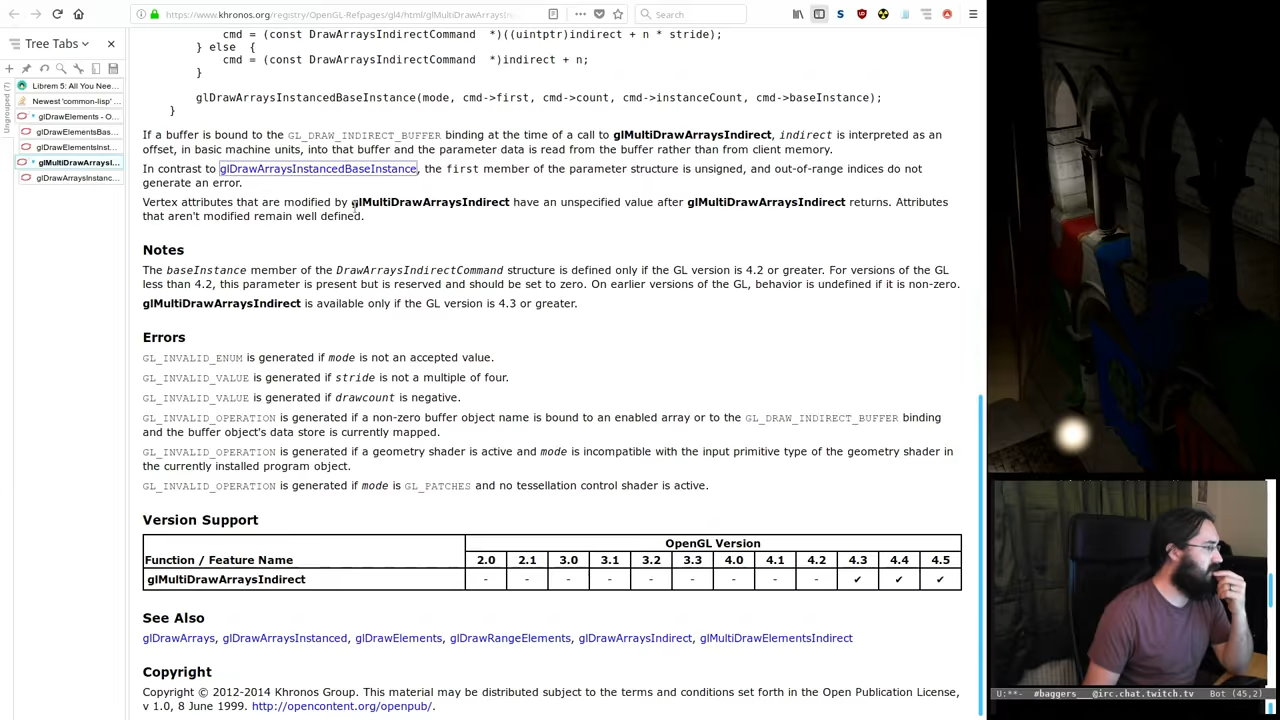 https://www.khronos.org/registry/OpenGL-Refpages/gl4/html/glMultiDrawArraysIn
Search
Tree Tabs
Ungrouped (7)
Librem 5: All You Nee...
Newest 'common-lisp' ...
glDrawElements - O...
glDrawElementsBas...
glDrawElementsInst...
glMultiDrawArraysI...
glDrawArraysInstanc...
cmd = (const DrawArraysIndirectCommand *)((uintptr)indirect + n * stride);
} else {
cmd = (const DrawArraysIndirectCommand *)indirect + n;
}
glDrawArraysInstancedBaseInstance(mode, cmd->first, cmd->count, cmd->instanceCount, cmd->baseInstance);
}
If a buffer is bound to the GL_DRAW_INDIRECT_BUFFER binding at the time of a call to glMultiDrawArraysIndirect, indirect is interpreted as an
offset, in basic machine units, into that buffer and the parameter data is read from the buffer rather than from client memory.
In contrast to glDrawArraysInstancedBaseInstance, the first member of the parameter structure is unsigned, and out-of-range indices do not
generate an error.
Vertex attributes that are modified by glMultiDrawArraysIndirect have an unspecified value after glMultiDrawArraysIndirect returns. Attributes
that aren't modified remain well defined.
Notes
The baseInstance member of the DrawArraysIndirectCommand structure is defined only if the GL version is 4.2 or greater. For versions of the GL
less than 4.2, this parameter is present but is reserved and should be set to zero. On earlier versions of the GL, behavior is undefined if it is non-zero.
glMultiDrawArraysIndirect is available only if the GL version is 4.3 or greater.
Errors
GL_INVALID_ENUM is generated if mode is not an accepted value.
GL_INVALID_VALUE is generated if stride is not a multiple of four.
GL_INVALID_VALUE is generated if drawcount is negative.
GL_INVALID_OPERATION is generated if a non-zero buffer object name is bound to an enabled array or to the GL_DRAW_INDIRECT_BUFFER binding
and the buffer object's data store is currently mapped.
GL_INVALID_OPERATION is generated if a geometry shader is active and mode is incompatible with the input primitive type of the geometry shader in
the currently installed program object.
GL_INVALID_OPERATION is generated if mode is GL_PATCHES and no tessellation control shader is active.
Version Support
OpenGL Version
Function / Feature Name 2.0 2.1 3.0 3.1 3.2 3.3 4.0 4.1 4.2 4.3 4.4 4.5
glMultiDrawArraysIndirect - - - - - - - - - ✔ ✔ ✔
See Also
glDrawArrays, glDrawArraysInstanced, glDrawElements, glDrawRangeElements, glDrawArraysIndirect, glMultiDrawElementsIndirect
Copyright
Copyright © 2012-2014 Khronos Group. This material may be distributed subject to the terms and conditions set forth in the Open Publication License,
v 1.0, 8 June 1999. http://opencontent.org/openpub/.
U:**- #baggers___@irc.chat.twitch.tv Bot (45,2)